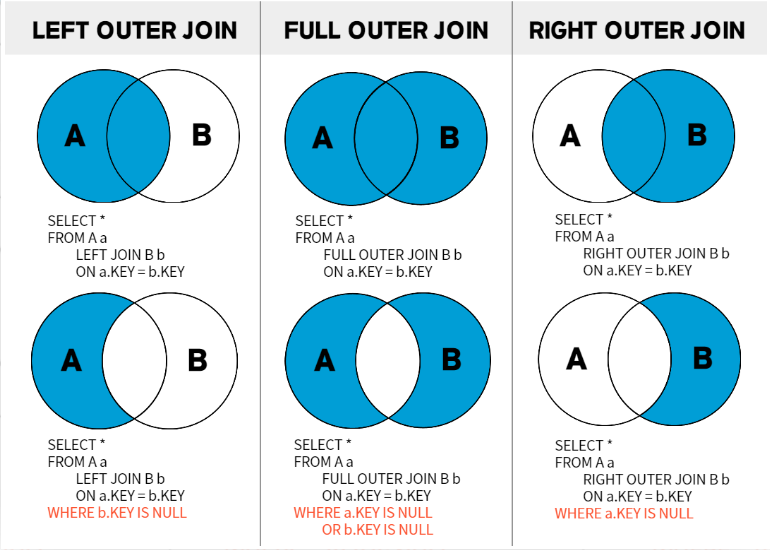 LEFT OUTER JOIN
A
B
SELECT *
FROM A a
LEFT JOIN B b
ON a.KEY = b.KEY
A
B
SELECT *
FROM A a
LEFT JOIN B b
ON a.KEY = b.KEY
WHERE b.KEY IS NULL
FULL OUTER JOIN
A
B
SELECT *
FROM A a
FULL OUTER JOIN B b
ON a.KEY = b.KEY
A
B
SELECT *
FROM A a
FULL OUTER JOIN B b
ON a.KEY = b.KEY
WHERE a.KEY IS NULL
OR b.KEY IS NULL
RIGHT OUTER JOIN
A
B
SELECT *
FROM A a
RIGHT OUTER JOIN B b
ON a.KEY = b.KEY
A
B
SELECT *
FROM A a
RIGHT OUTER JOIN B b
ON a.KEY = b.KEY
WHERE a.KEY IS NULL